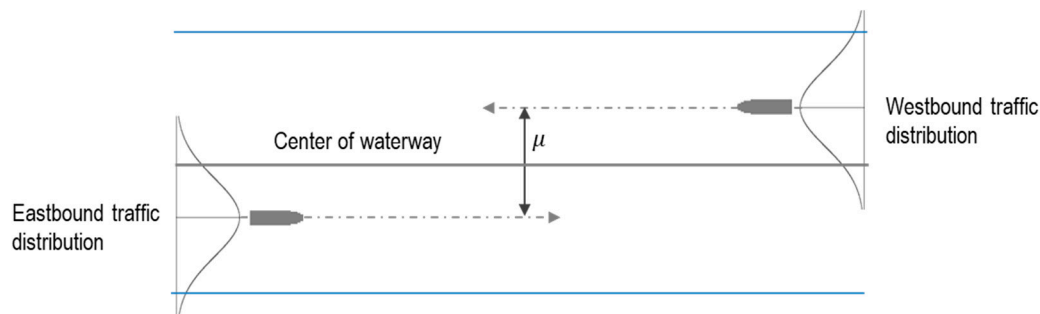 Westbound traffic
distribution
Center of waterway
μ
Eastbound traffic
distribution